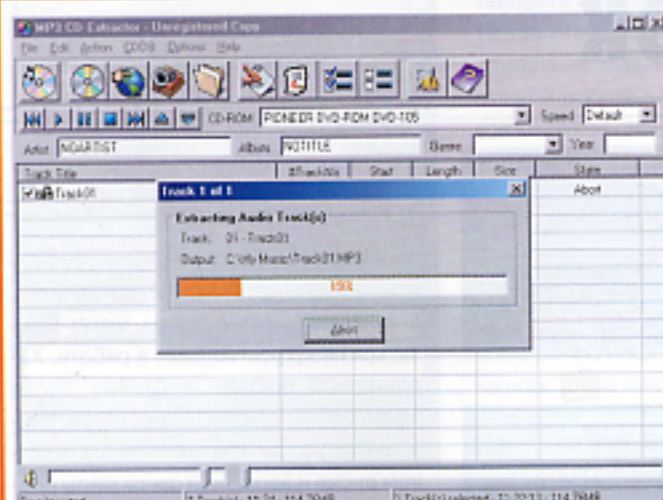 MP3 CD Extractor - Unregistered Copy
File Edit Action CDDB Options Help
CD-ROM PIONEER DVD-ROM DVD-105 Speed Default
Artist NOARTIST Album NOTITLE Genre Year
Track Title Start Length Size State
Track01 Abort
Track 1 of 1
Extracting Audio Track(s)
Track: 01 - Track01
Output: C:\My Music\Track01.MP3
19%
Abort